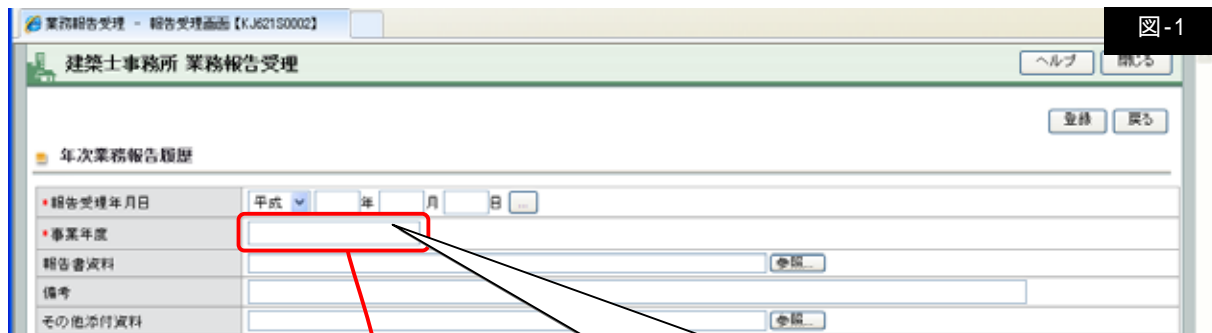 業務報告受理 - 報告受理画面【KJ621S0002】
図-1
建築士事務所 業務報告受理
ヘルプ 閉じる
登録 戻る
年次業務報告履歴
*報告受理年月日 平成 年 月 日 ...
*事業年度
報告書資料 参照...
備考
その他添付資料 参照...